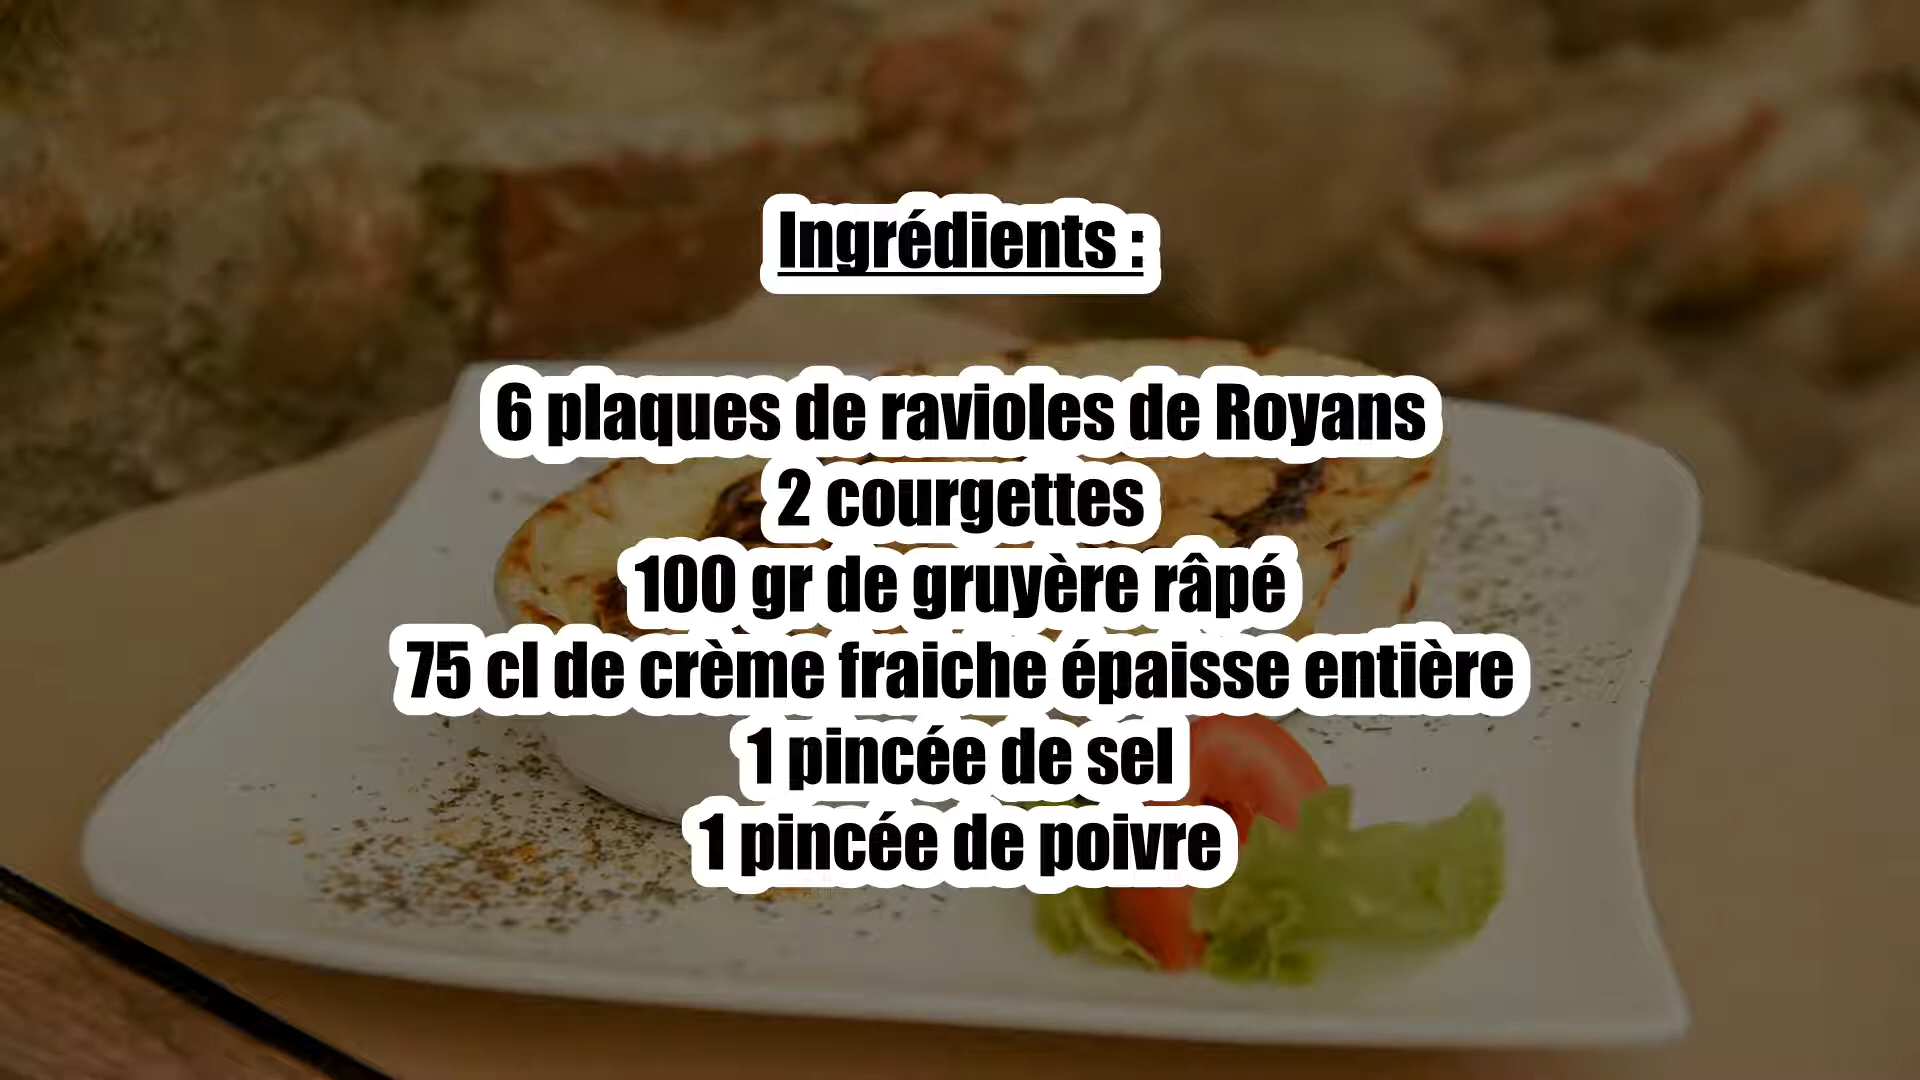 Ingrédients :
6 plaques de ravioles de Royans
2 courgettes
100 gr de gruyère râpé
75 cl de crème fraiche épaisse entière
1 pincée de sel
1 pincée de poivre